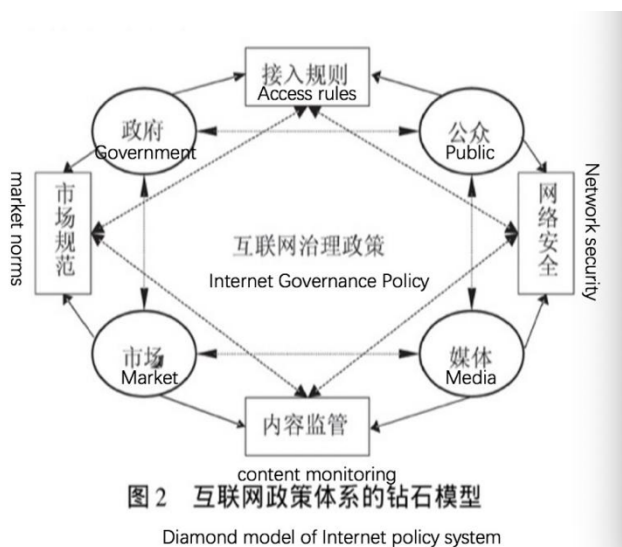 接入规则
Access rules
政府
Government
公众
Public
市场规范
market norms
网络安全
Network security
互联网治理政策
Internet Governance Policy
市场
Market
媒体
Media
内容监管
content monitoring
图2 互联网政策体系的钻石模型
Diamond model of Internet policy system